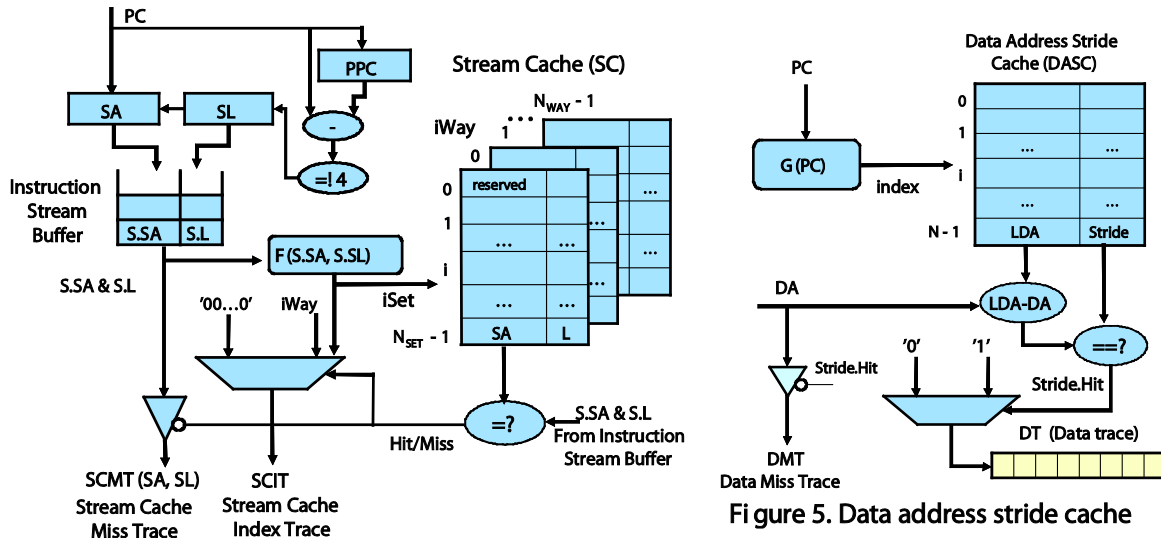 PC
PPC
SA
SL
-
=! 4
Instruction
Stream
Buffer
S.SA
S.L
S.SA & S.L
F (S.SA, S.SL)
iSet
'00...0'
iWay
Hit/Miss
SCMT (SA, SL)
Stream Cache
Miss Trace
SCIT
Stream Cache
Index Trace
Stream Cache (SC)
N_WAY - 1
iWay
1
0
0
reserved
1
...
...
...
i
...
...
...
N_SET - 1
SA
L
=?
S.SA & S.L
From Instruction
Stream Buffer
Data Address Stride
Cache (DASC)
PC
G (PC)
index
0
1
...
...
i
...
...
N - 1
LDA
Stride
DA
LDA-DA
==?
'0'
'1'
Stride.Hit
Stride.Hit
DMT
Data Miss Trace
DT (Data trace)
Figure 5. Data address stride cache